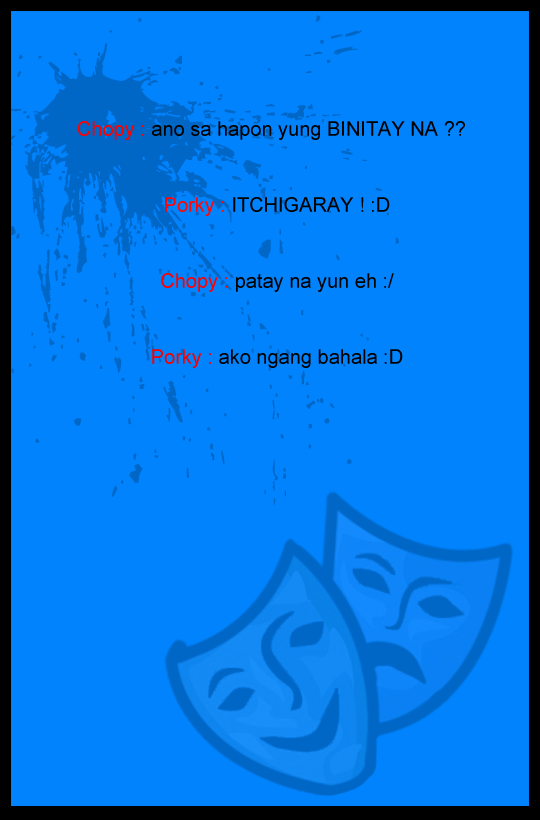 Chopy : ano sa hapon yung BINITAY NA ??
Porky : ITCHIGARAY ! :D
Chopy : patay na yun eh :/
Porky : ako ngang bahala :D